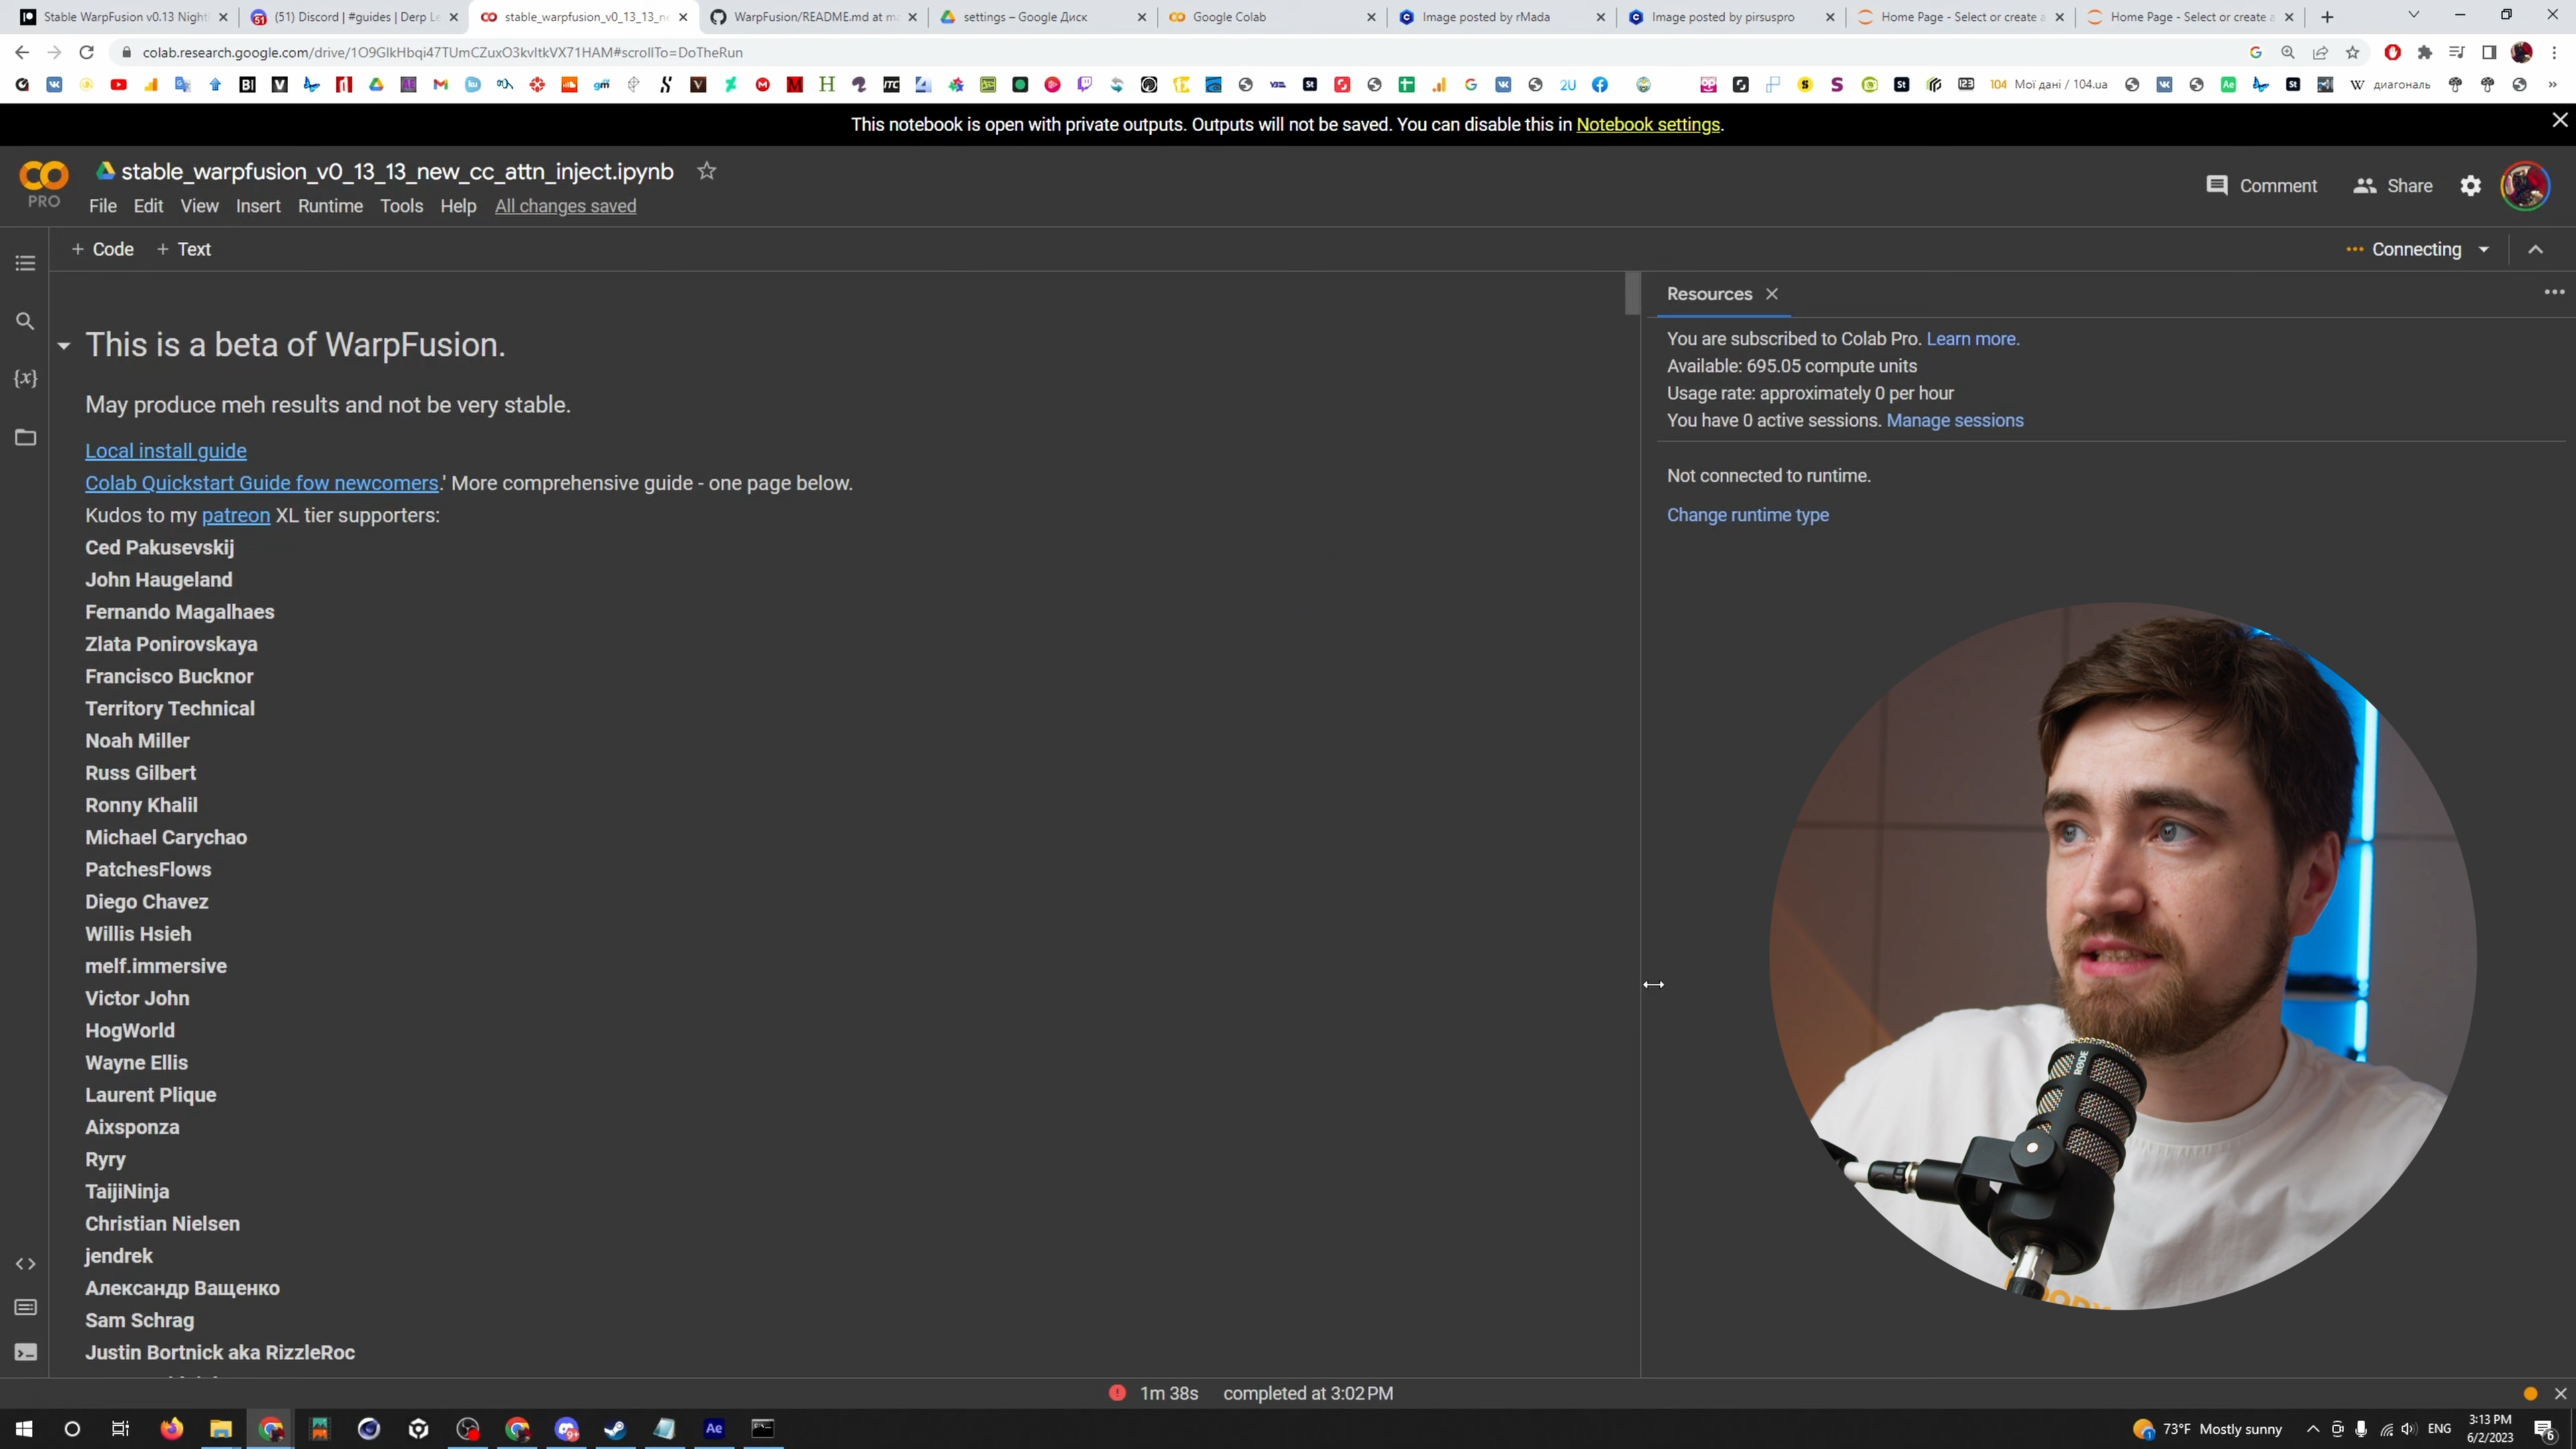 Stable WarpFusion v0.13 Night
(51) Discord | #guides | Derp Le
stable_warpfusion_v0_13_13_ne
WarpFusion/README.md at ma
settings – Google Диск
Google Colab
Image posted by rMada
Image posted by pirsuspro
Home Page - Select or create a
Home Page - Select or create a
colab.research.google.com/drive/1O9GIkHbqi47TUmCZuxO3kvItkVX71HAM#scrollTo=DoTheRun
104 Мої дані / 104.ua
диагональ
This notebook is open with private outputs. Outputs will not be saved. You can disable this in Notebook settings.
CO
PRO
stable_warpfusion_v0_13_13_new_cc_attn_inject.ipynb
File Edit View Insert Runtime Tools Help All changes saved
Comment Share
+ Code + Text
Connecting
This is a beta of WarpFusion.
May produce meh results and not be very stable.
Local install guide
Colab Quickstart Guide fow newcomers.' More comprehensive guide - one page below.
Kudos to my patreon XL tier supporters:
Ced Pakusevskij
John Haugeland
Fernando Magalhaes
Zlata Ponirovskaya
Francisco Bucknor
Territory Technical
Noah Miller
Russ Gilbert
Ronny Khalil
Michael Carychao
PatchesFlows
Diego Chavez
Willis Hsieh
melf.immersive
Victor John
HogWorld
Wayne Ellis
Laurent Plique
Aixsponza
Ryry
TaijiNinja
Christian Nielsen
jendrek
Александр Ващенко
Sam Schrag
Justin Bortnick aka RizzleRoc
Resources
You are subscribed to Colab Pro. Learn more.
Available: 695.05 compute units
Usage rate: approximately 0 per hour
You have 0 active sessions. Manage sessions
Not connected to runtime.
Change runtime type
RØDE
1m 38s completed at 3:02 PM
Ae
73°F Mostly sunny
ENG
3:13 PM
6/2/2023
6